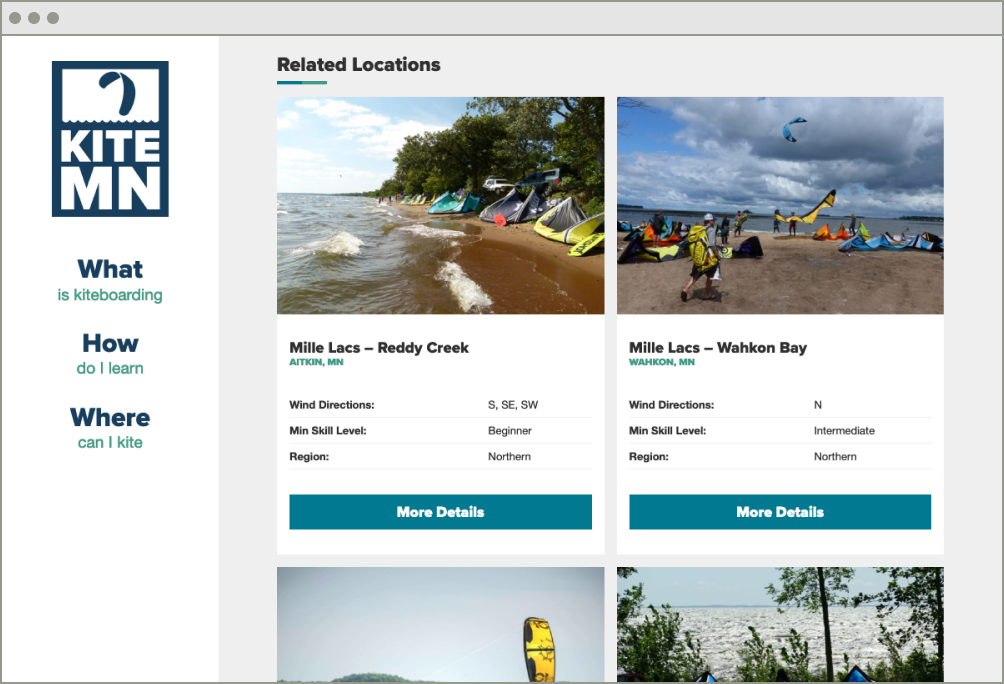 KITE
MN
What
is kiteboarding
How
do I learn
Where
can I kite
Related Locations
Mille Lacs – Reddy Creek
AITKIN, MN
Wind Directions: S, SE, SW
Min Skill Level: Beginner
Region: Northern
More Details
Mille Lacs – Wahkon Bay
WAHKON, MN
Wind Directions: N
Min Skill Level: Intermediate
Region: Northern
More Details